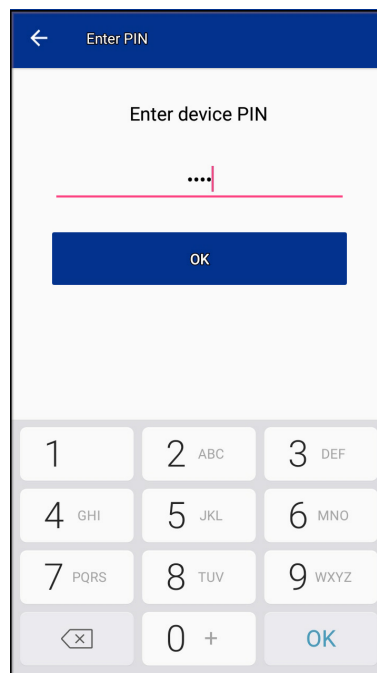 Enter PIN
Enter device PIN
••••
OK
1
2 ABC
3 DEF
4 GHI
5 JKL
6 MNO
7 PQRS
8 TUV
9 WXYZ
0 +
OK